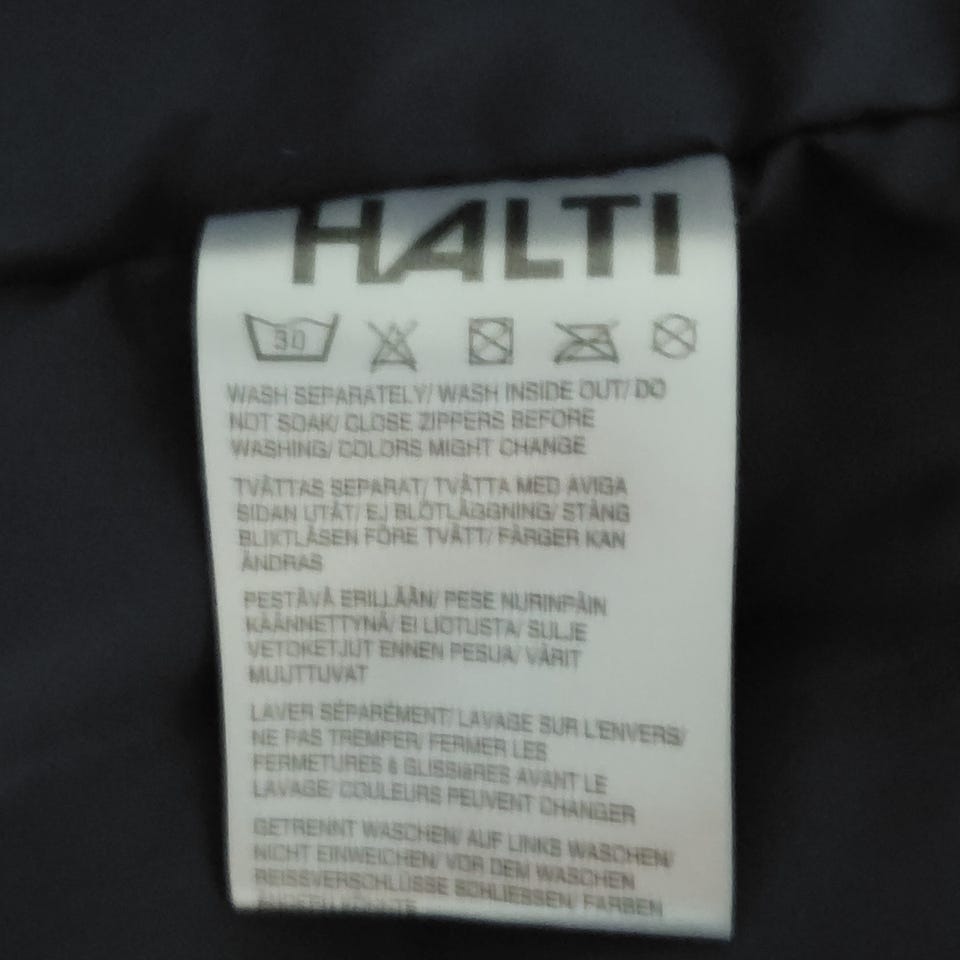 HALTI
30
WASH SEPARATELY/ WASH INSIDE OUT/ DO
NOT SOAK/ CLOSE ZIPPERS BEFORE
WASHING/ COLORS MIGHT CHANGE
TVÄTTAS SEPARAT/ TVÄTTA MED AVIGA
SIDAN UTÅT/ EJ BLÖTLÄGGNING/ STÄNG
BLIXTLÅSEN FÖRE TVÄTT/ FÄRGER KAN
ÄNDRAS
PESTÄVÄ ERILLÄÄN/ PESE NURINPÄIN
KÄÄNNETTYNÄ/ EI LIOTUSTA/ SULJE
VETOKETJUT ENNEN PESUA/ VÄRIT
MUUTTUVAT
LAVER SÉPARÉMENT/ LAVAGE SUR L'ENVERS/
NE PAS TREMPER/ FERMER LES
FERMETURES à GLISSIèRES AVANT LE
LAVAGE/ COULEURS PEUVENT CHANGER
GETRENNT WASCHEN/ AUF LINKS WASCHEN/
NICHT EINWEICHEN/ VOR DEM WASCHEN
REISSVERSCHLÜSSE SCHLIESSEN/ FARBEN